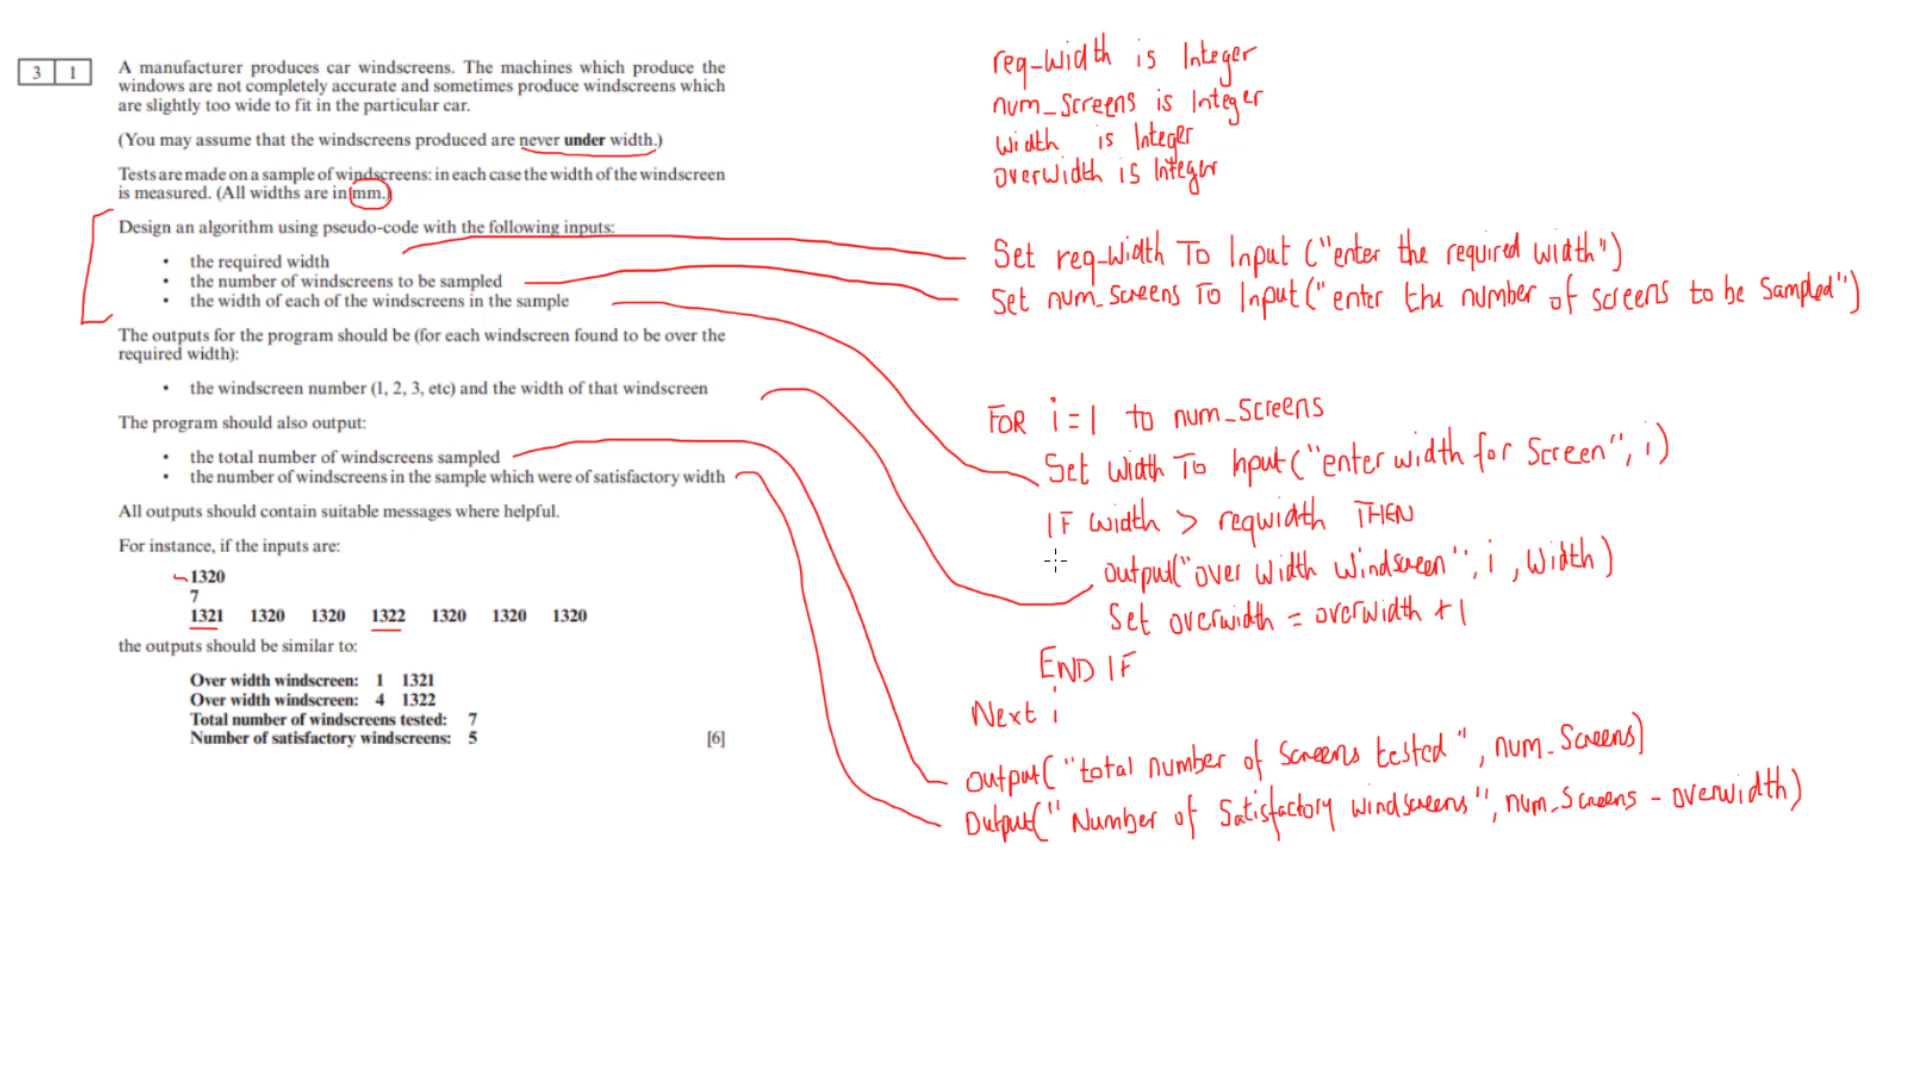 3 1
A manufacturer produces car windscreens. The machines which produce the
windows are not completely accurate and sometimes produce windscreens which
are slightly too wide to fit in the particular car.
(You may assume that the windscreens produced are never under width.)
Tests are made on a sample of windscreens: in each case the width of the windscreen
is measured. (All widths are in mm.)
Design an algorithm using pseudo-code with the following inputs:
• the required width
• the number of windscreens to be sampled
• the width of each of the windscreens in the sample
The outputs for the program should be (for each windscreen found to be over the
required width):
• the windscreen number (1, 2, 3, etc) and the width of that windscreen
The program should also output:
• the total number of windscreens sampled
• the number of windscreens in the sample which were of satisfactory width
All outputs should contain suitable messages where helpful.
For instance, if the inputs are:
1320
7
1321 1320 1320 1322 1320 1320 1320
the outputs should be similar to:
Over width windscreen: 1 1321
Over width windscreen: 4 1322
Total number of windscreens tested: 7
Number of satisfactory windscreens: 5
[6]
req-width is Integer
num_Screens is Integer
width is Integer
overwidth is Integer
Set req-width To Input ("enter the required width")
Set num_screens To Input("enter the number of screens to be Sampled")
FOR i=1 to num_Screens
Set width To Input("enter width for Screen", i)
IF width > reqwidth THEN
output("over width windscreen", i, width)
Set overwidth = overwidth +1
END IF
Next i
Output("total number of screens tested", num_Screens)
Output("Number of Satisfactory windscreens", num_Screens - overwidth)